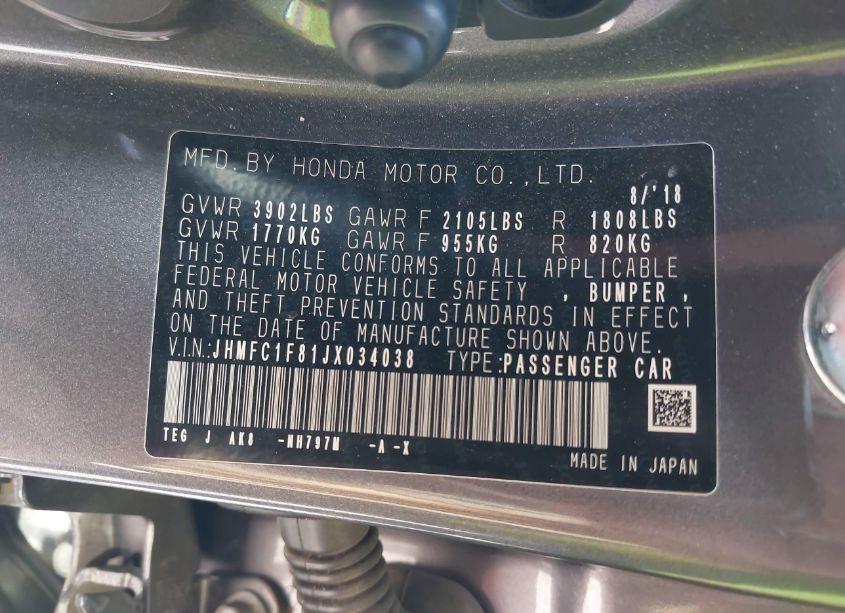 MFD. BY HONDA MOTOR CO.,LTD.
8/'18
GVWR 3902LBS GAWR F 2105LBS R 1808LBS
GVWR 1770KG GAWR F 955KG R 820KG
THIS VEHICLE CONFORMS TO ALL APPLICABLE
FEDERAL MOTOR VEHICLE SAFETY , BUMPER ,
AND THEFT PREVENTION STANDARDS IN EFFECT
ON THE DATE OF MANUFACTURE SHOWN ABOVE.
V.I.N.:JHMFC1F81JX034038 TYPE:PASSENGER CAR
TEG J AK8 -NH797M -A -X
MADE IN JAPAN